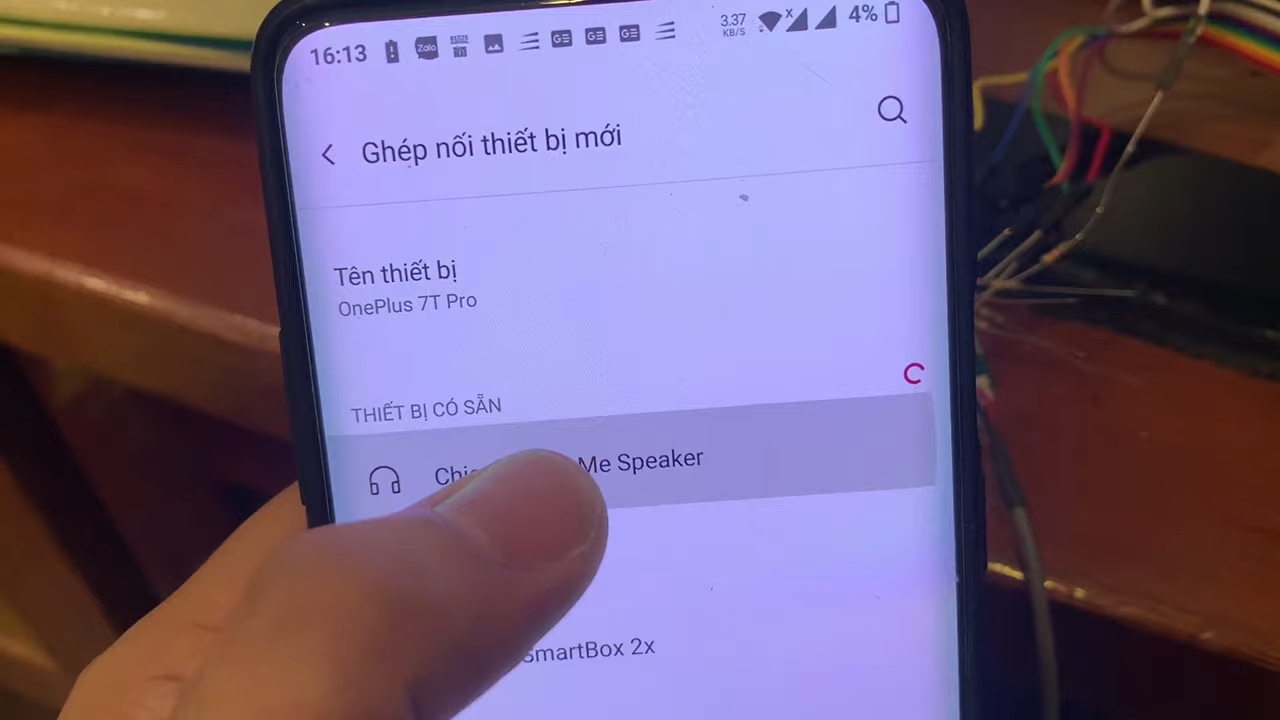 16:13
Zalo
3.37
KB/S
4%
Ghép nối thiết bị mới
Tên thiết bị
OnePlus 7T Pro
THIẾT BỊ CÓ SẴN
Me Speaker
SmartBox 2x